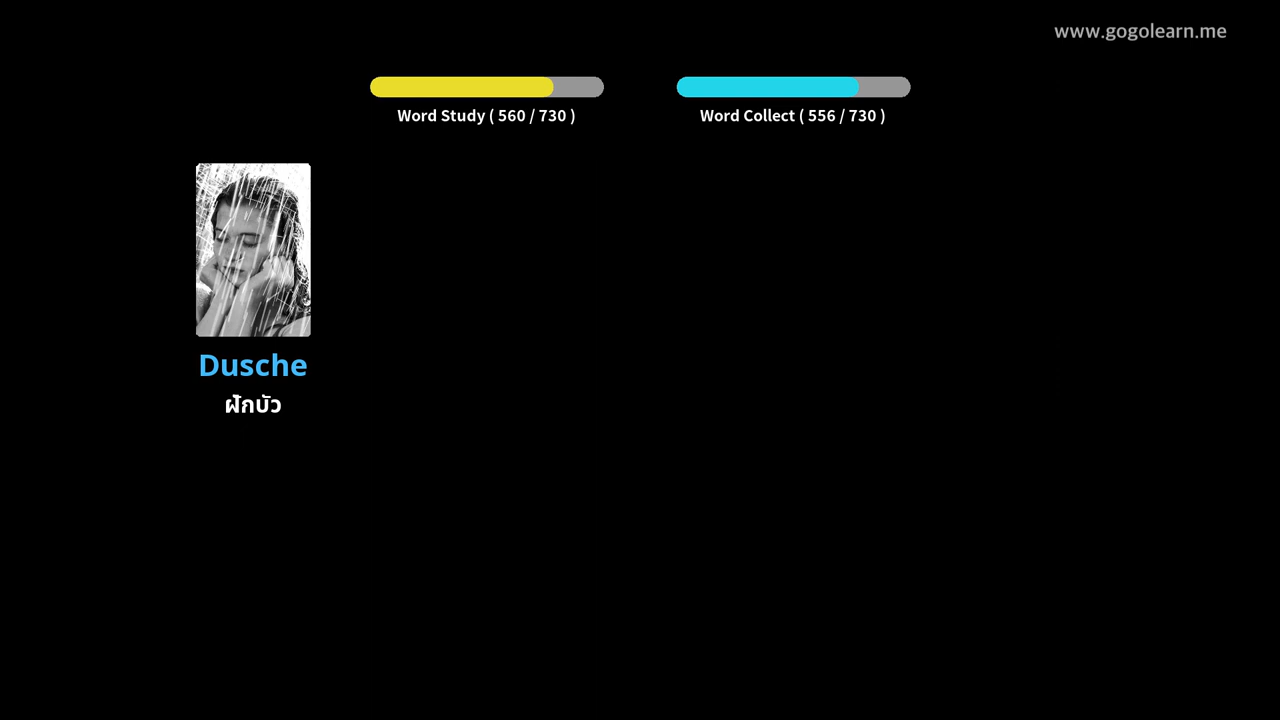 www.gogolearn.me
Word Study ( 560 / 730 )
Word Collect ( 556 / 730 )
Dusche
ฝักบัว